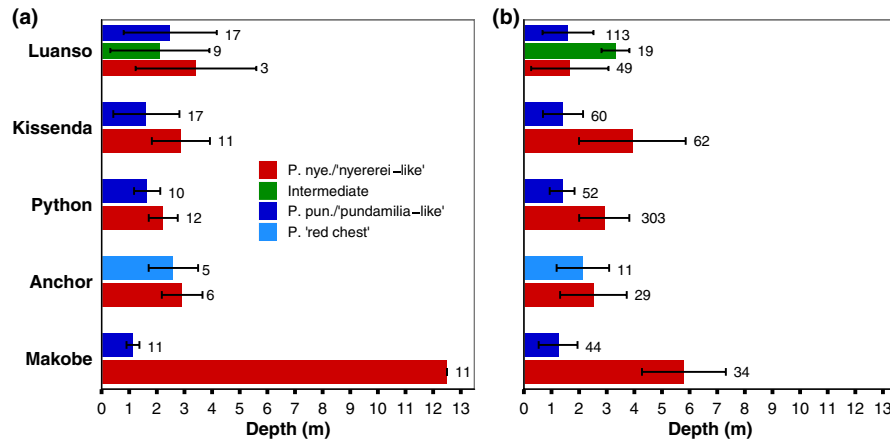 (a)
(b)
Luanso
17
9
3
113
19
49
Kissenda
17
11
60
62
P. nye./'nyererei–like'
Intermediate
P. pun./'pundamilia–like'
P. 'red chest'
Python
10
12
52
303
Anchor
5
6
11
29
Makobe
11
11
44
34
0 1 2 3 4 5 6 7 8 9 10 11 12 13
0 1 2 3 4 5 6 7 8 9 10 11 12 13
Depth (m)
Depth (m)